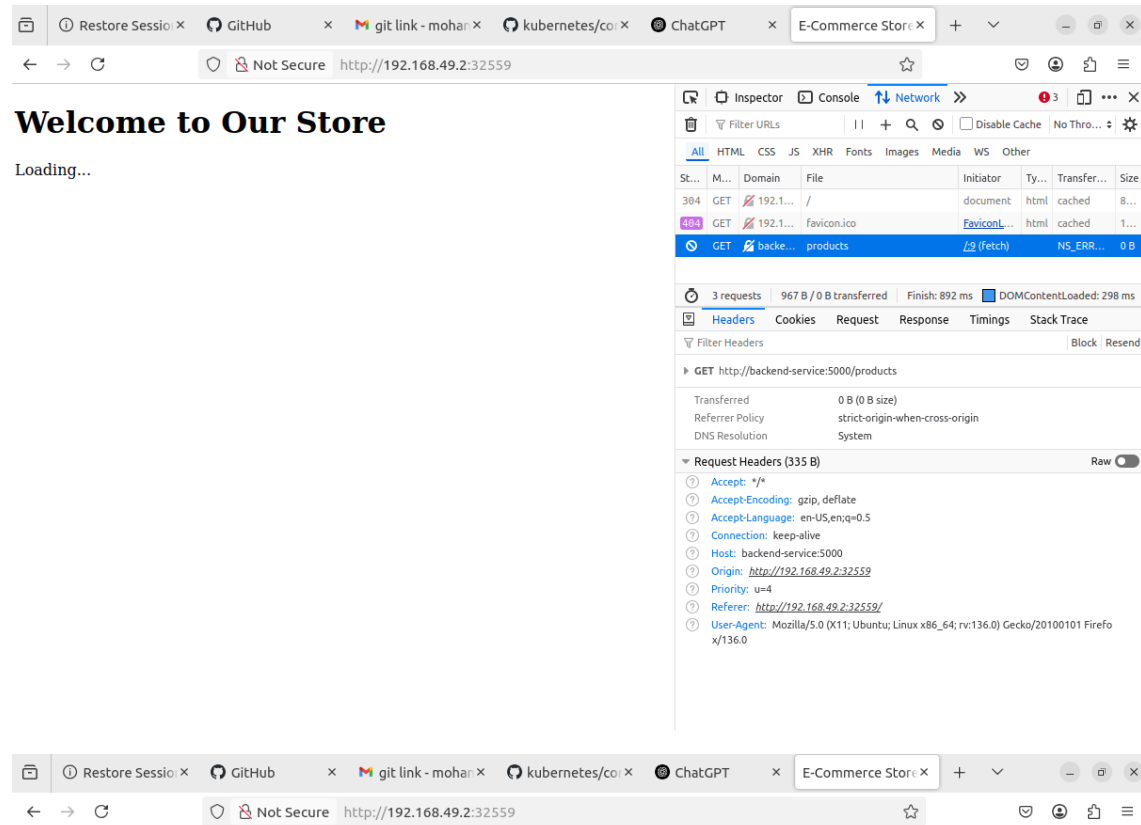 Restore Session GitHub git link - mohan kubernetes/cor ChatGPT E-Commerce Store
Not Secure http://192.168.49.2:32559
Inspector Console Network 3
Welcome to Our Store
Filter URLs Disable Cache No Thro...
All HTML CSS JS XHR Fonts Images Media WS Other
Loading...
St... M... Domain File Initiator Ty... Transfer... Size
304 GET 192.1... / document html cached 8...
404 GET 192.1... favicon.ico FaviconL... html cached 1...
GET backe... products /:9 (fetch) NS_ERR... 0 B
3 requests 967 B / 0 B transferred Finish: 892 ms DOMContentLoaded: 298 ms
Headers Cookies Request Response Timings Stack Trace
Filter Headers Block Resend
GET http://backend-service:5000/products
Transferred 0 B (0 B size)
Referrer Policy strict-origin-when-cross-origin
DNS Resolution System
Request Headers (335 B) Raw
Accept: */*
Accept-Encoding: gzip, deflate
Accept-Language: en-US,en;q=0.5
Connection: keep-alive
Host: backend-service:5000
Origin: http://192.168.49.2:32559
Priority: u=4
Referer: http://192.168.49.2:32559/
User-Agent: Mozilla/5.0 (X11; Ubuntu; Linux x86_64; rv:136.0) Gecko/20100101 Firefo
x/136.0
Restore Session GitHub git link - mohan kubernetes/cor ChatGPT E-Commerce Store
Not Secure http://192.168.49.2:32559